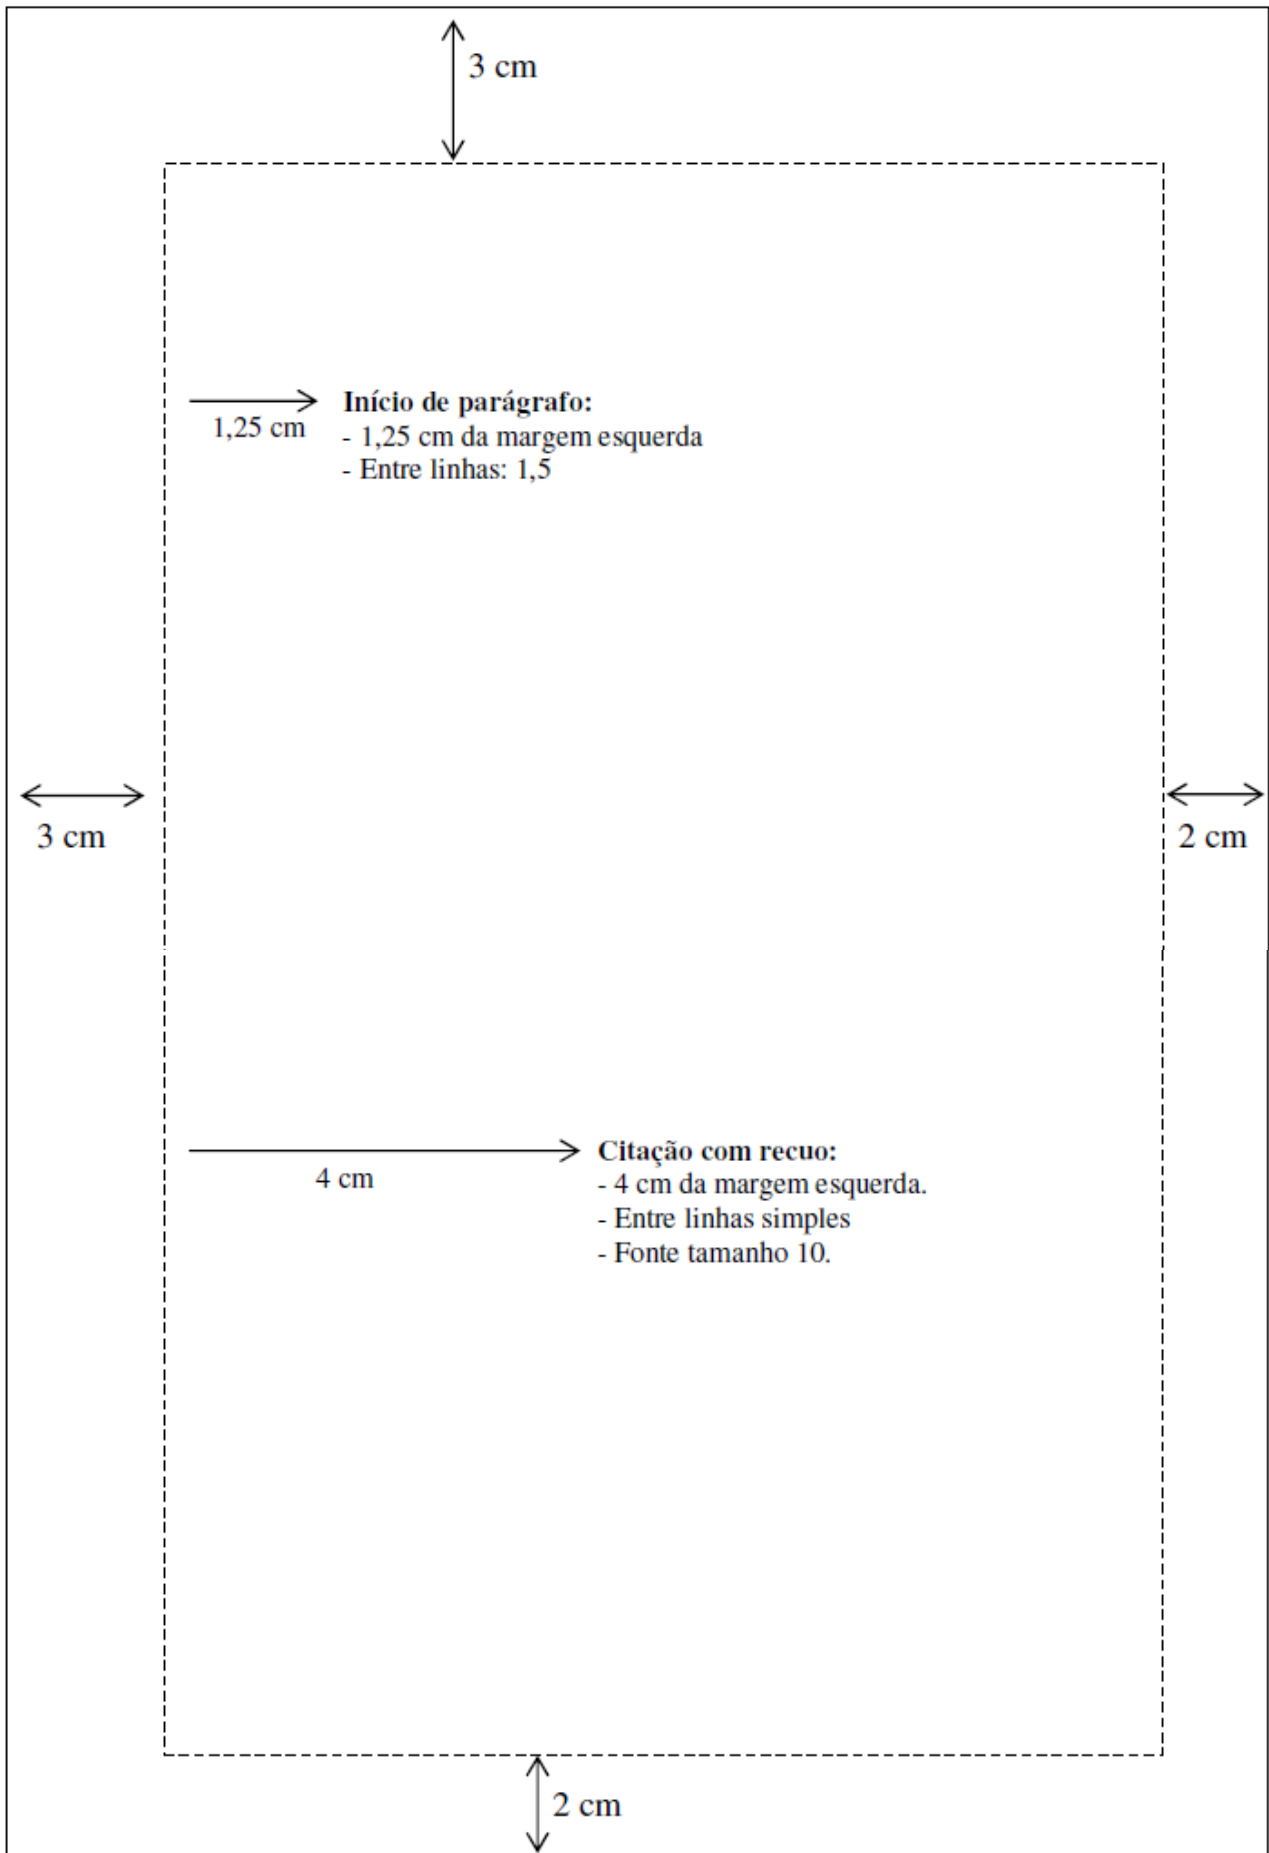 3 cm
Início de parágrafo:
1,25 cm
- 1,25 cm da margem esquerda
- Entre linhas: 1,5
3 cm
2 cm
Citação com recuo:
4 cm
- 4 cm da margem esquerda.
- Entre linhas simples
- Fonte tamanho 10.
2 cm